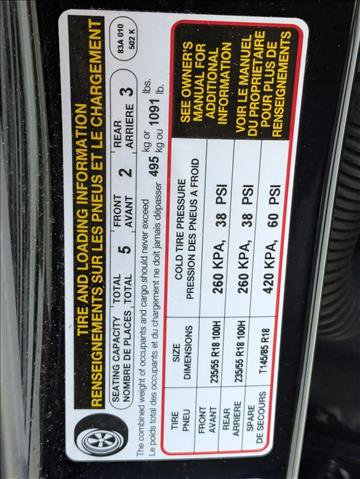 TIRE AND LOADING INFORMATION
RENSEIGNEMENTS SUR LES PNEUS ET LE CHARGEMENT
83A 010
502 K
SEATING CAPACITY TOTAL 5 FRONT 2 REAR 3
NOMBRE DE PLACES TOTAL AVANT ARRIERE
The combined weight of occupants and cargo should never exceed 495 kg or 1091 lbs.
Le poids total des occupants et du chargement ne doit jamais dépasser kg ou lb.
TIRE SIZE COLD TIRE PRESSURE
PNEU DIMENSIONS PRESSION DES PNEUS A FROID
FRONT 235/55 R18 100H 260 KPA, 38 PSI
AVANT
REAR 235/55 R18 100H 260 KPA, 38 PSI
ARRIERE
SPARE T145/85 R18 420 KPA, 60 PSI
DE SECOURS
SEE OWNER'S
MANUAL FOR
ADDITIONAL
INFORMATION
VOIR LE MANUEL
DU PROPRIETAIRE
POUR PLUS DE
RENSEIGNEMENTS